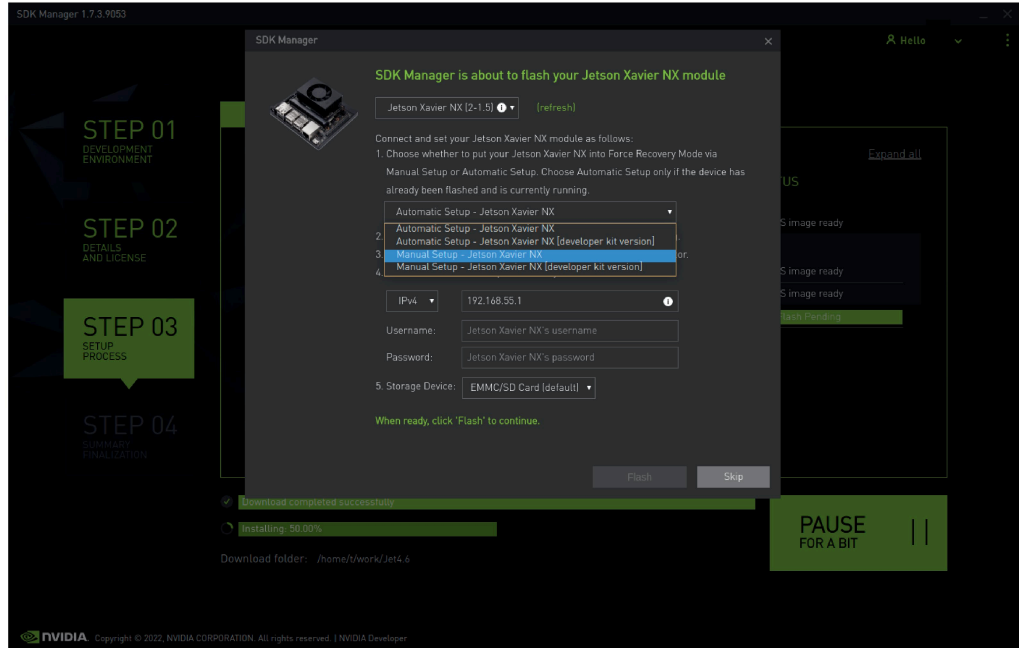 SDK Manager 1.7.3.9053
Hello
SDK Manager
SDK Manager is about to flash your Jetson Xavier NX module
Jetson Xavier NX [2-1.5]
[refresh]
Connect and set your Jetson Xavier NX module as follows:
1. Choose whether to put your Jetson Xavier NX into Force Recovery Mode via
Manual Setup or Automatic Setup. Choose Automatic Setup only if the device has
already been flashed and is currently running.
Automatic Setup - Jetson Xavier NX
Automatic Setup - Jetson Xavier NX
Automatic Setup - Jetson Xavier NX [developer kit version]
Manual Setup - Jetson Xavier NX
Manual Setup - Jetson Xavier NX [developer kit version]
2.
3.
or.
4.
IPv4
192.168.55.1
Username:
Jetson Xavier NX's username
Password:
Jetson Xavier NX's password
5. Storage Device:
EMMC/SD Card (default)
When ready, click 'Flash' to continue.
Flash
Skip
STEP 01
DEVELOPMENT
ENVIRONMENT
STEP 02
DETAILS
AND LICENSE
STEP 03
SETUP
PROCESS
STEP 04
SUMMARY
FINALIZATION
Expand all
US
S image ready
S image ready
S image ready
lash Pending
Download completed successfully
Installing: 50.00%
Download folder: /home/t/work/Jet4.6
PAUSE
FOR A BIT
NVIDIA. Copyright © 2022, NVIDIA CORPORATION. All rights reserved. | NVIDIA Developer